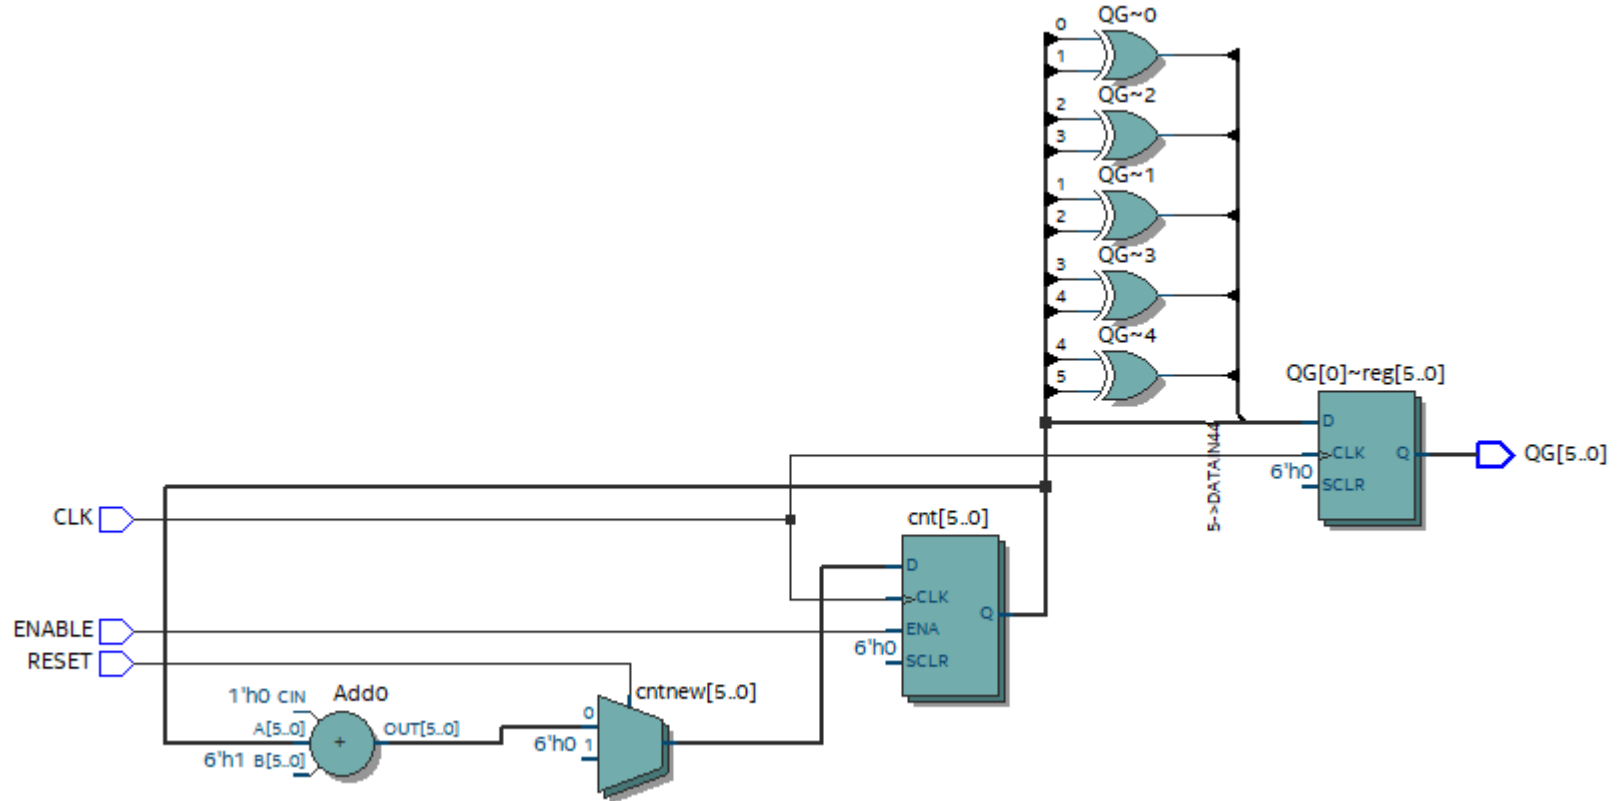 QG~0
0
1
QG~2
2
3
QG~1
1
2
QG~3
3
4
QG~4
4
5
QG[0]~reg[5..0]
D
CLK
Q
QG[5..0]
6'h0
SCLR
5->DATAIN44
CLK
cnt[5..0]
D
CLK
Q
ENABLE
ENA
6'h0
SCLR
RESET
cntnew[5..0]
1'h0 CIN
Add0
A[5..0]
+
OUT[5..0]
0
6'h0 1
6'h1 B[5..0]